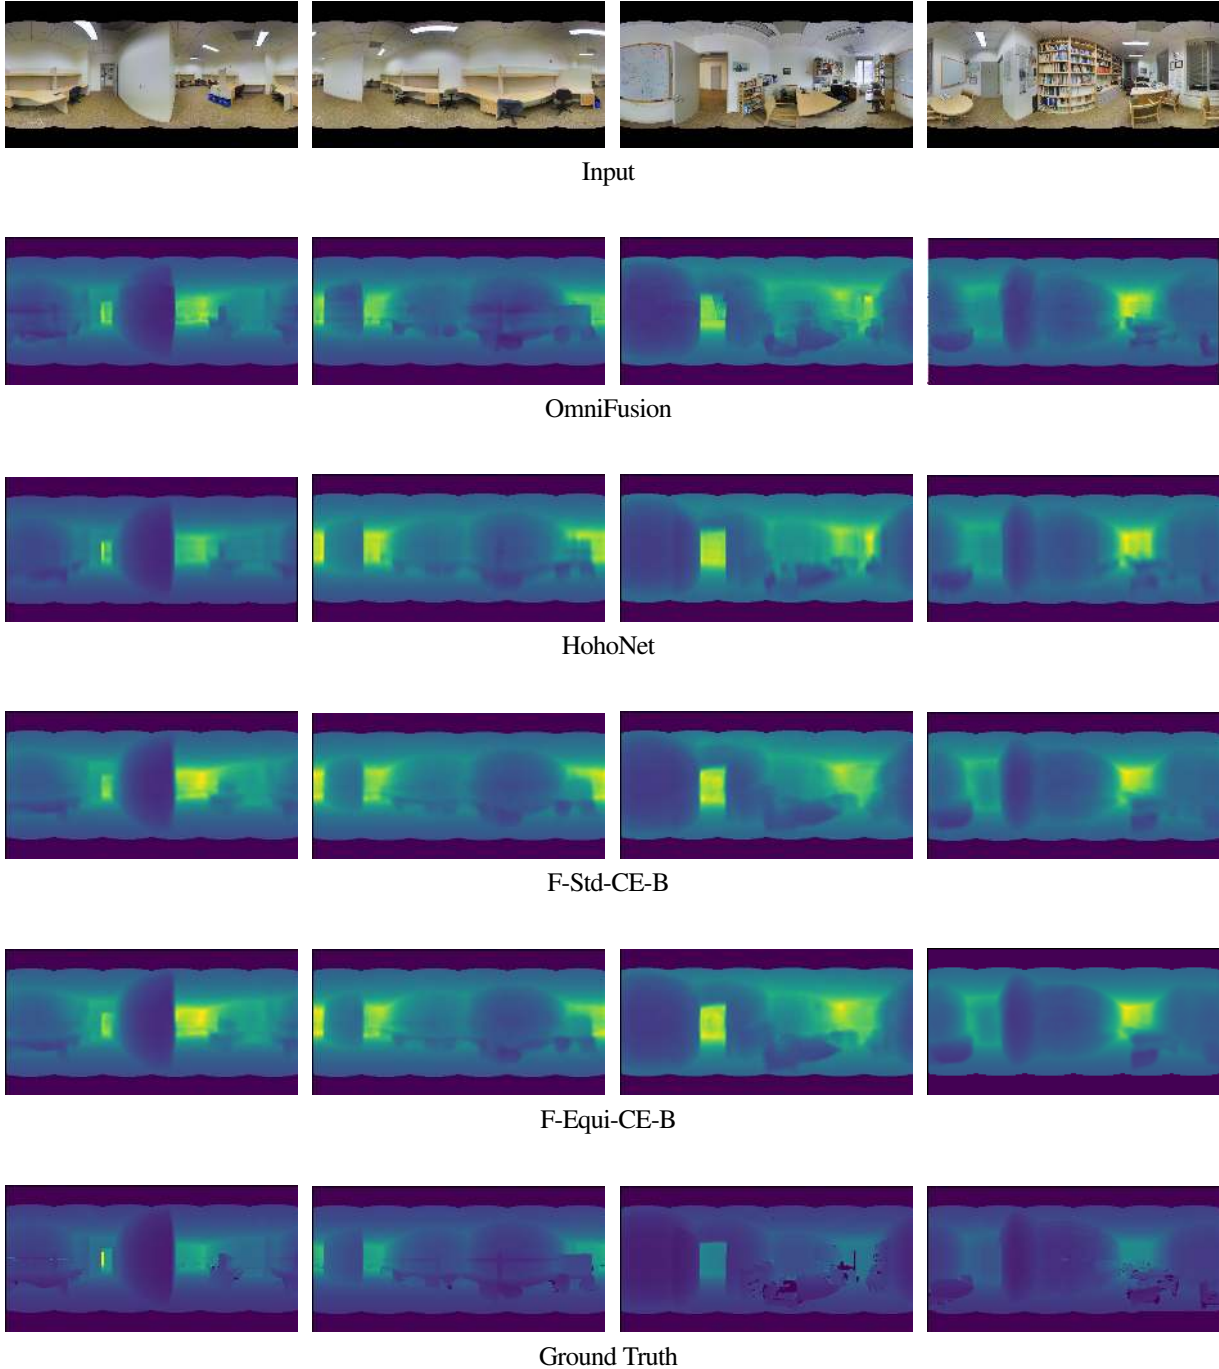 Input
OmniFusion
HohoNet
F-Std-CE-B
F-Equi-CE-B
Ground Truth